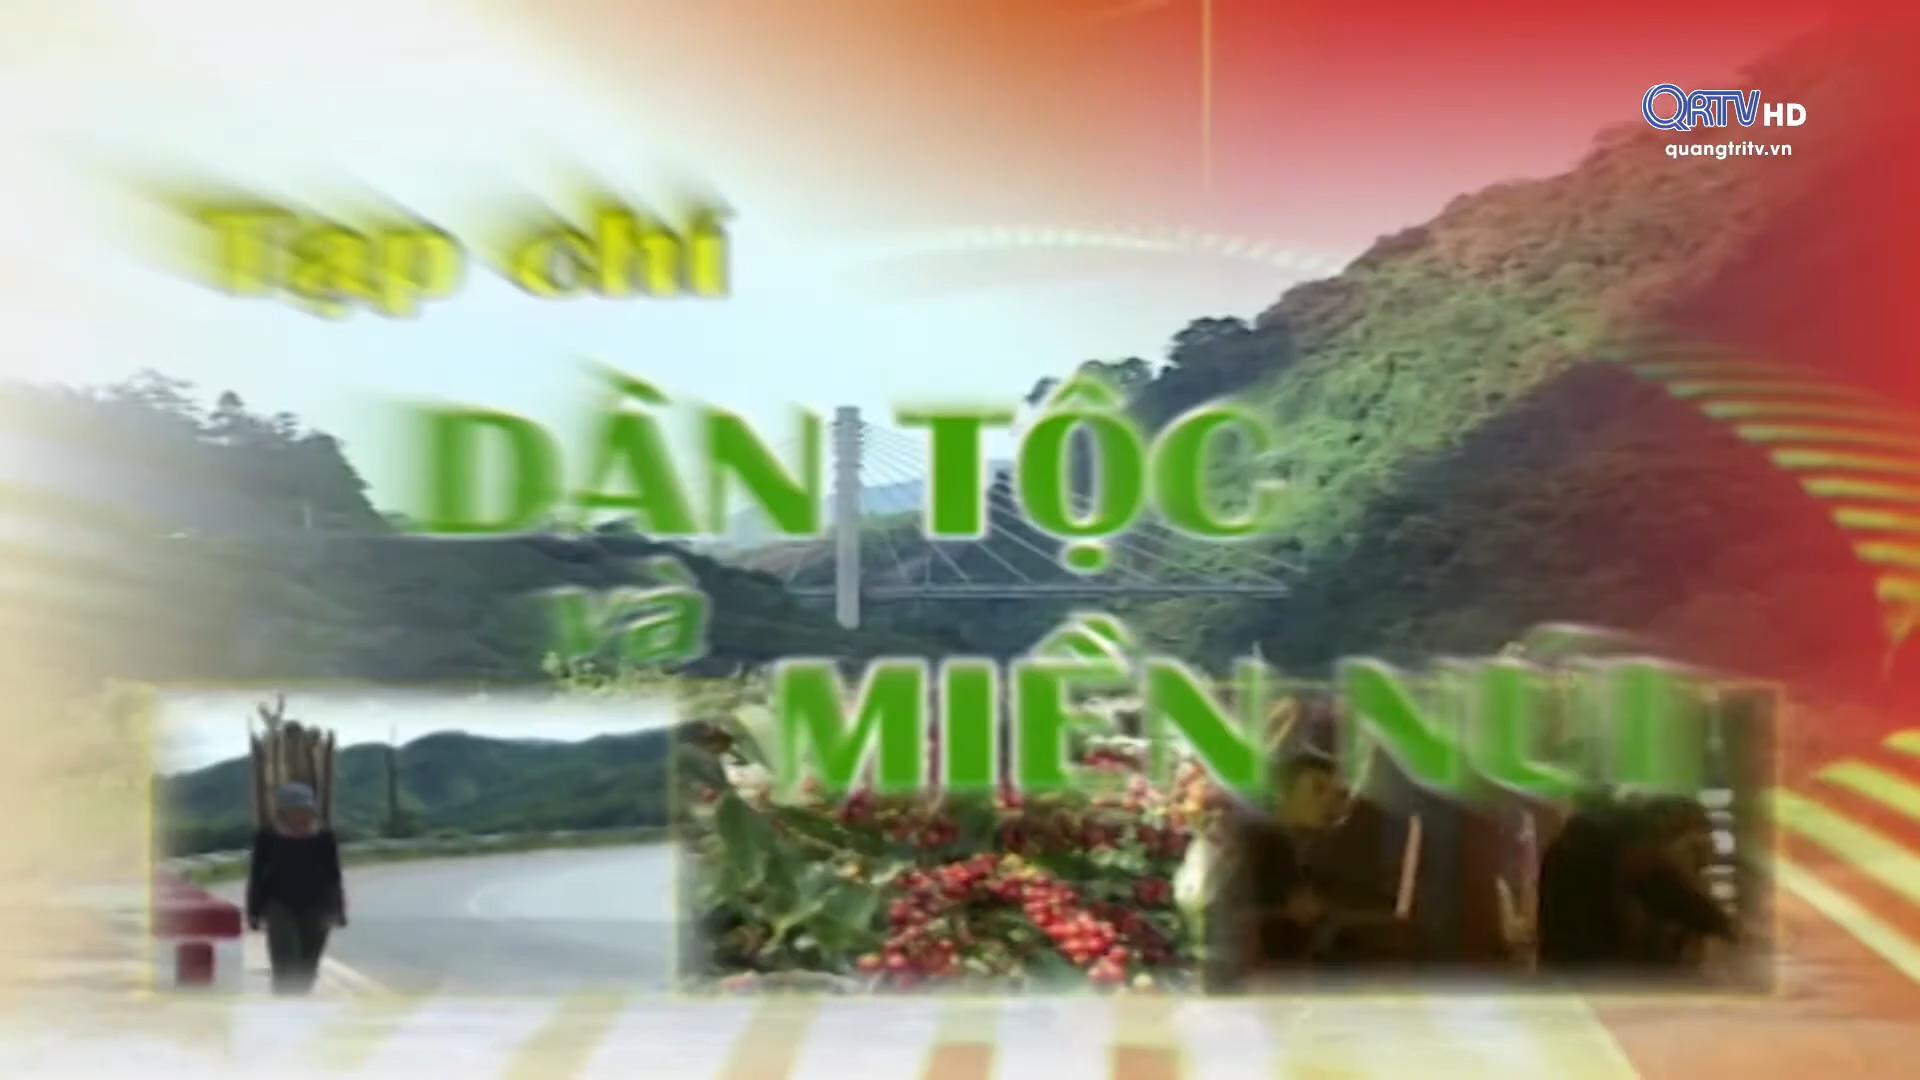 QRTV HD
quangtritv.vn
Tạp chí
DÂN TỘC
và
MIỀN NÚI